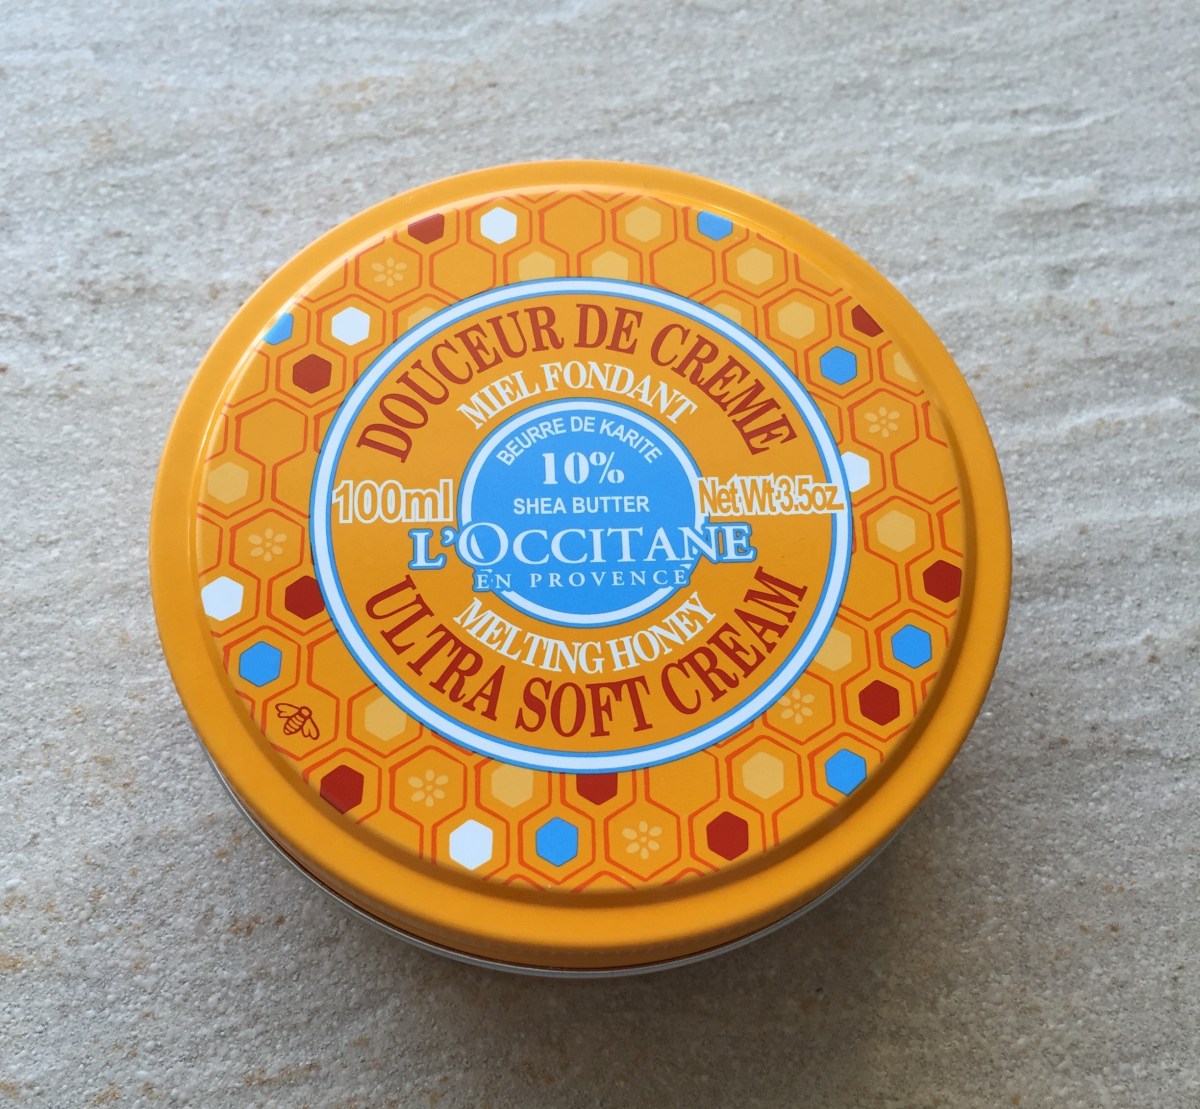 DOUCEUR DE CREME
MIEL FONDANT
BEURRE DE KARITE
10%
SHEA BUTTER
100ml
Net Wt 3.5oz
L'OCCITANE
EN PROVENCE
MELTING HONEY
ULTRA SOFT CREAM